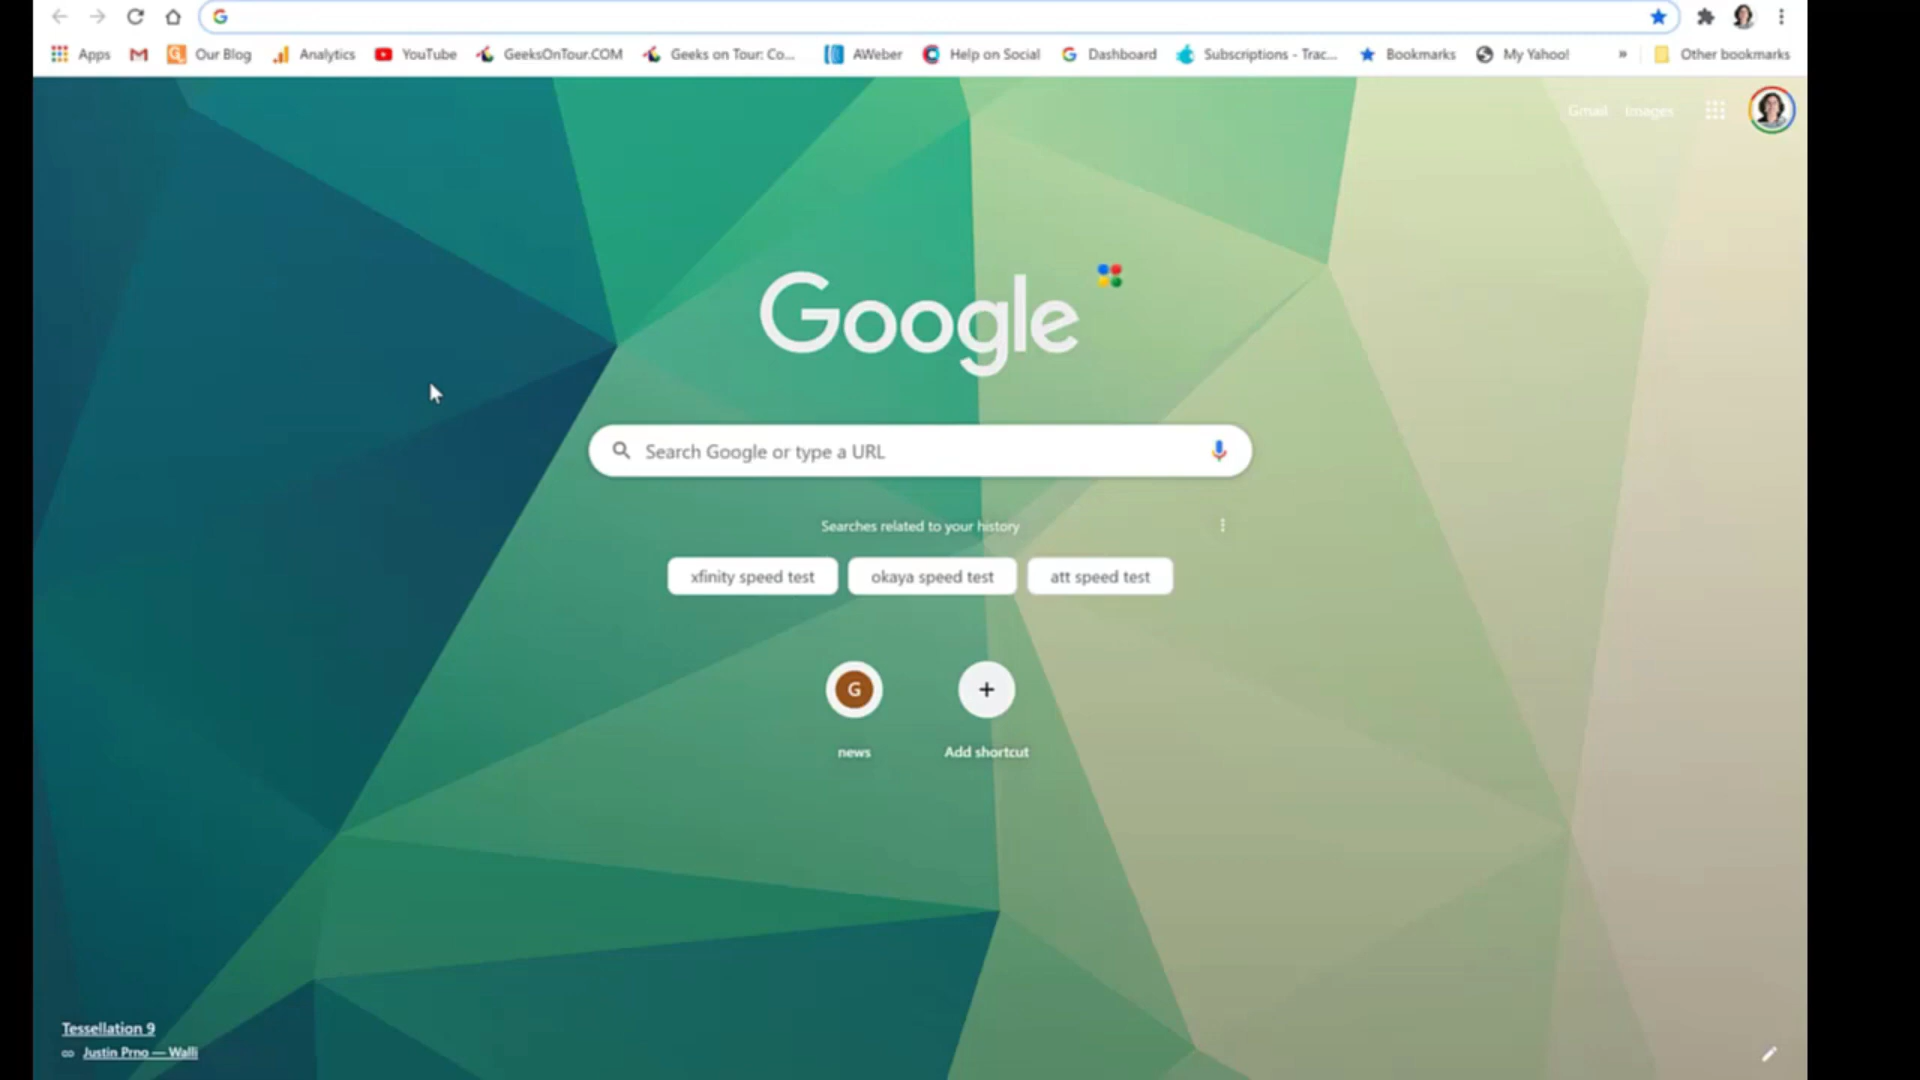 Apps Our Blog Analytics YouTube GeeksOnTour.COM Geeks on Tour: Co... AWeber Help on Social Dashboard Subscriptions - Trac... Bookmarks My Yahoo! » Other bookmarks
Gmail Images
Google
Search Google or type a URL
Searches related to your history
xfinity speed test okaya speed test att speed test
G
news Add shortcut
Tessellation 9
Justin Prno — Walli